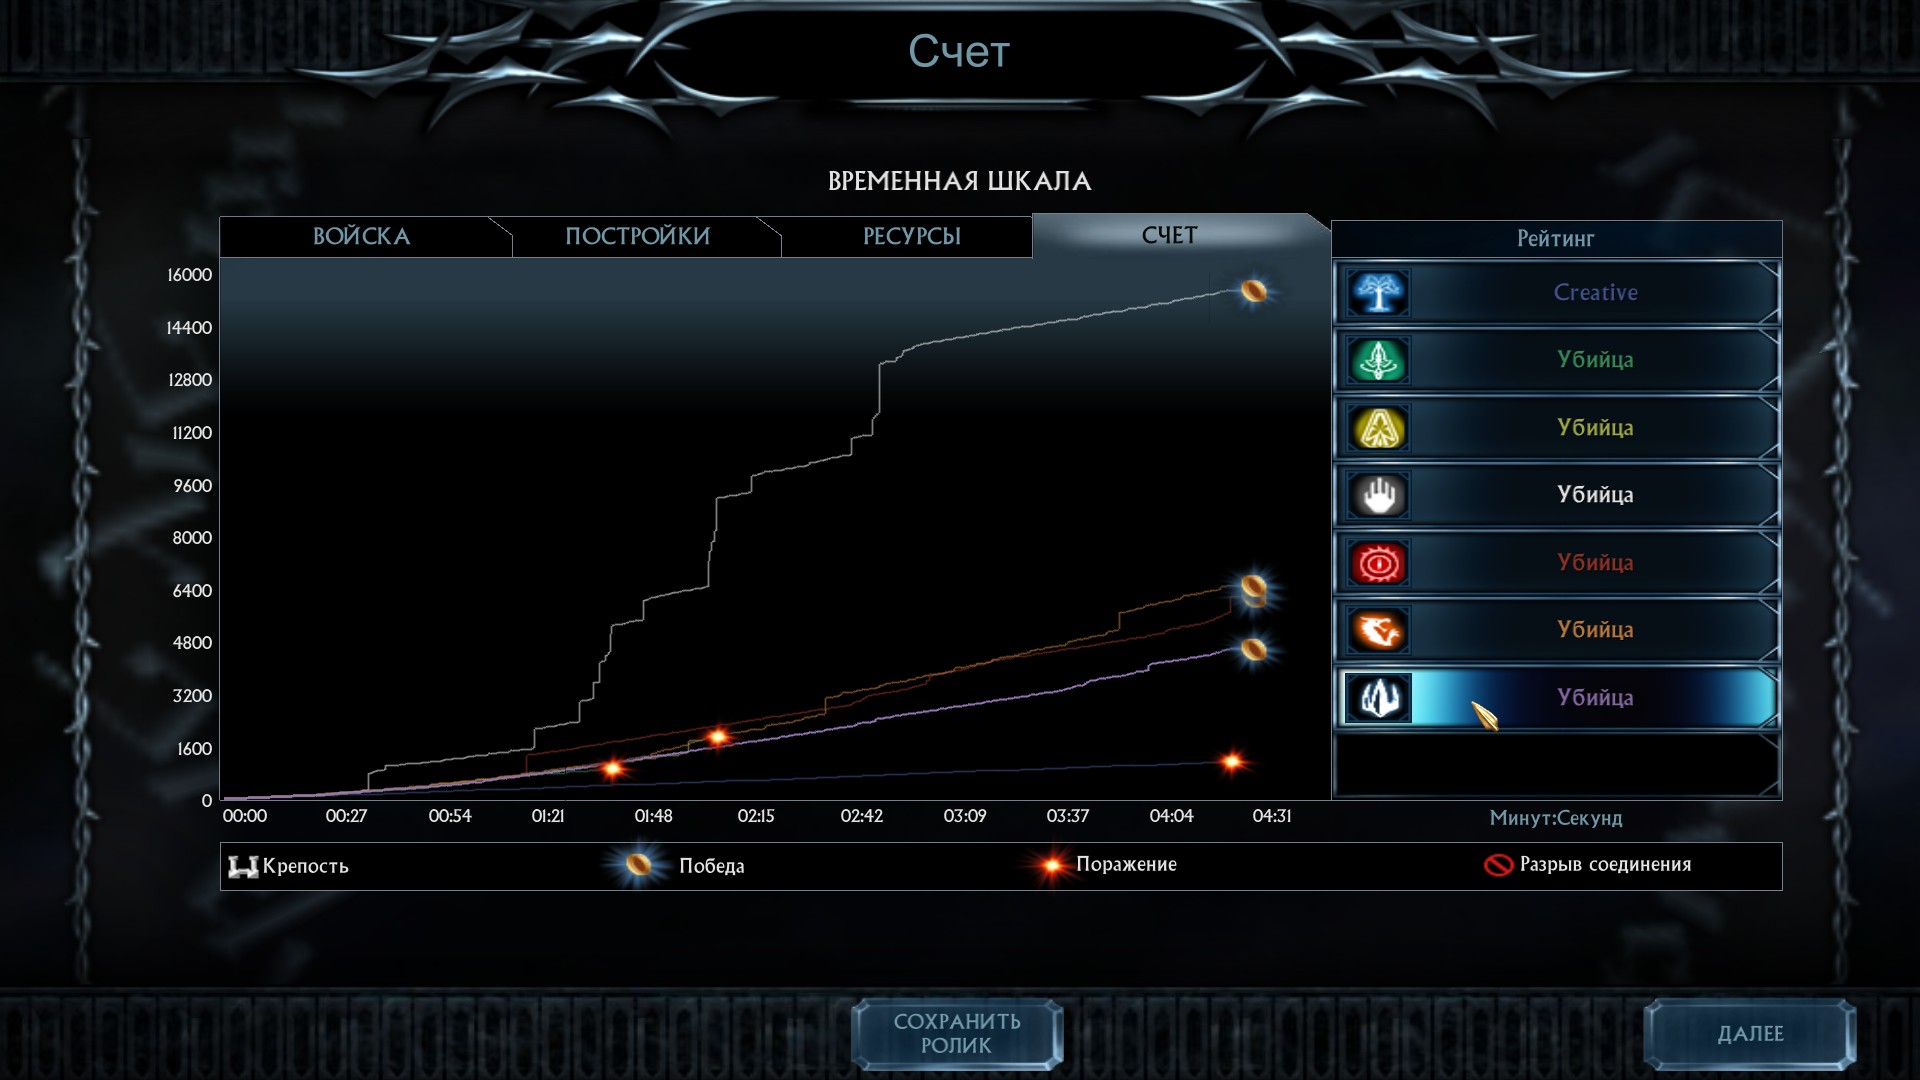 Счет
ВРЕМЕННАЯ ШКАЛА
ВОЙСКА
ПОСТРОЙКИ
РЕСУРСЫ
СЧЕТ
Рейтинг
16000
14400
12800
11200
9600
8000
6400
4800
3200
1600
0
Creative
Убийца
Убийца
Убийца
Убийца
Убийца
Убийца
00:00
00:27
00:54
01:21
01:48
02:15
02:42
03:09
03:37
04:04
04:31
Минут:Секунд
Крепость
Победа
Поражение
Разрыв соединения
СОХРАНИТЬ
РОЛИК
ДАЛЕЕ